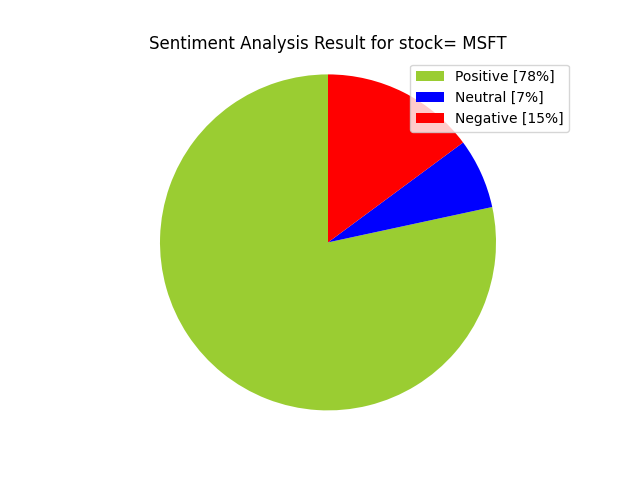 Sentiment Analysis Result for stock= MSFT
Positive [78%]
Neutral [7%]
Negative [15%]